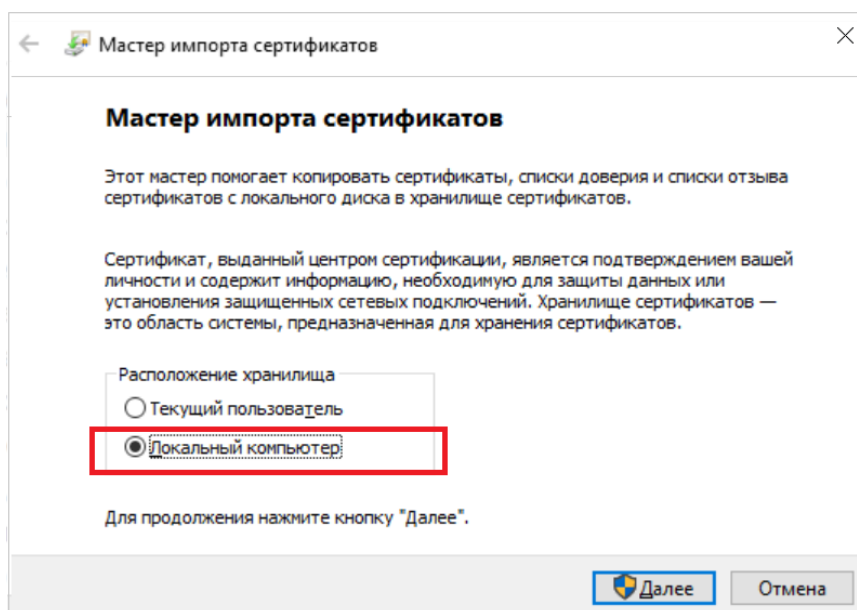 Мастер импорта сертификатов
Мастер импорта сертификатов
Этот мастер помогает копировать сертификаты, списки доверия и списки отзыва
сертификатов с локального диска в хранилище сертификатов.
Сертификат, выданный центром сертификации, является подтверждением вашей
личности и содержит информацию, необходимую для защиты данных или
установления защищенных сетевых подключений. Хранилище сертификатов —
это область системы, предназначенная для хранения сертификатов.
Расположение хранилища
Текущий пользователь
Локальный компьютер
Для продолжения нажмите кнопку "Далее".
Далее
Отмена